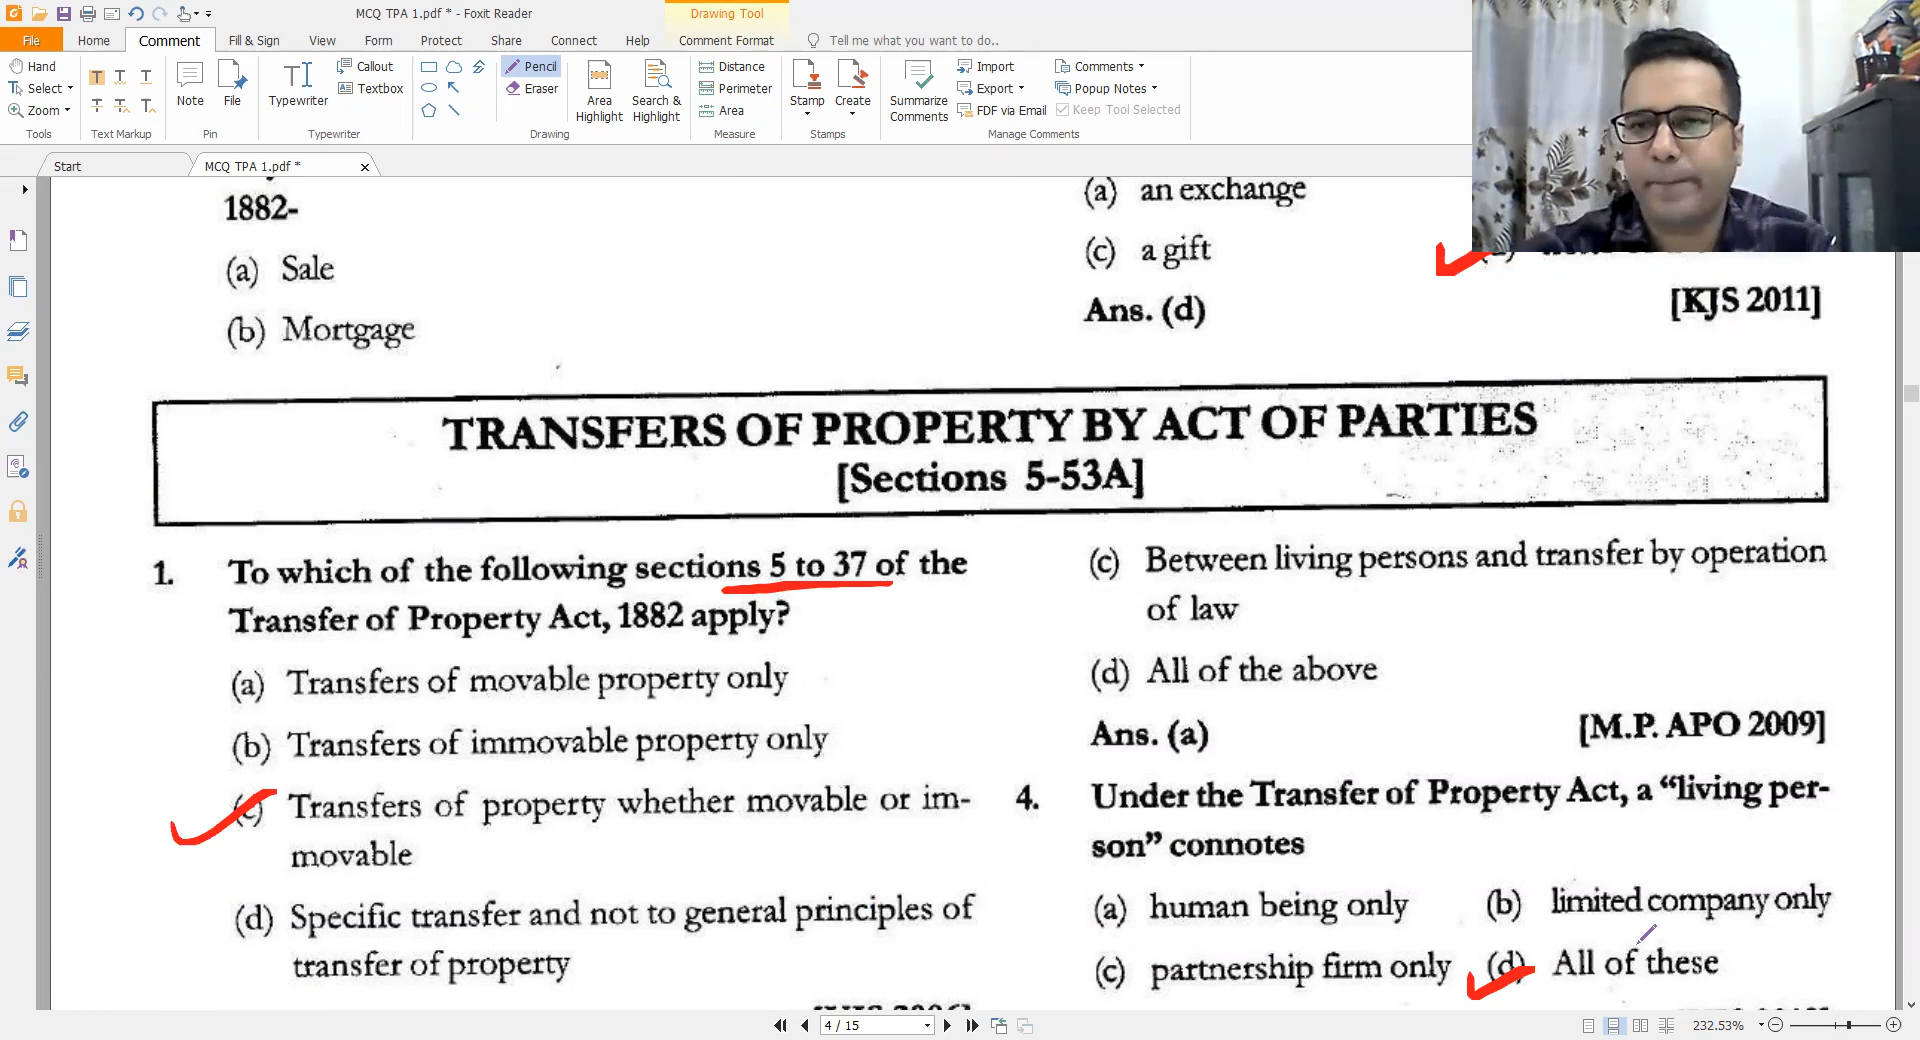 MCQ TPA 1.pdf * - Foxit Reader
Drawing Tool
File Home Comment Fill & Sign View Form Protect Share Connect Help Comment Format Tell me what you want to do..
Hand
Select
Zoom
Tools
T T T
T T T
Text Markup
Note
File
Pin
Typewriter
Callout
Textbox
Typewriter
Pencil
Eraser
Area Highlight
Search & Highlight
Drawing
Distance
Perimeter
Area
Measure
Stamp
Create
Stamps
Summarize Comments
Import
Export
FDF via Email
Comments
Popup Notes
Keep Tool Selected
Manage Comments
Start
MCQ TPA 1.pdf *
1882-
(a) Sale
(b) Mortgage
(a) an exchange
(c) a gift
Ans. (d)
[KJS 2011]
TRANSFERS OF PROPERTY BY ACT OF PARTIES
[Sections 5-53A]
1. To which of the following sections 5 to 37 of the
Transfer of Property Act, 1882 apply?
(a) Transfers of movable property only
(b) Transfers of immovable property only
(c) Transfers of property whether movable or im-
movable
(d) Specific transfer and not to general principles of
transfer of property
(c) Between living persons and transfer by operation
of law
(d) All of the above
Ans. (a) [M.P. APO 2009]
4. Under the Transfer of Property Act, a “living per-
son” connotes
(a) human being only (b) limited company only
(c) partnership firm only (d) All of these
4 / 15
232.53%